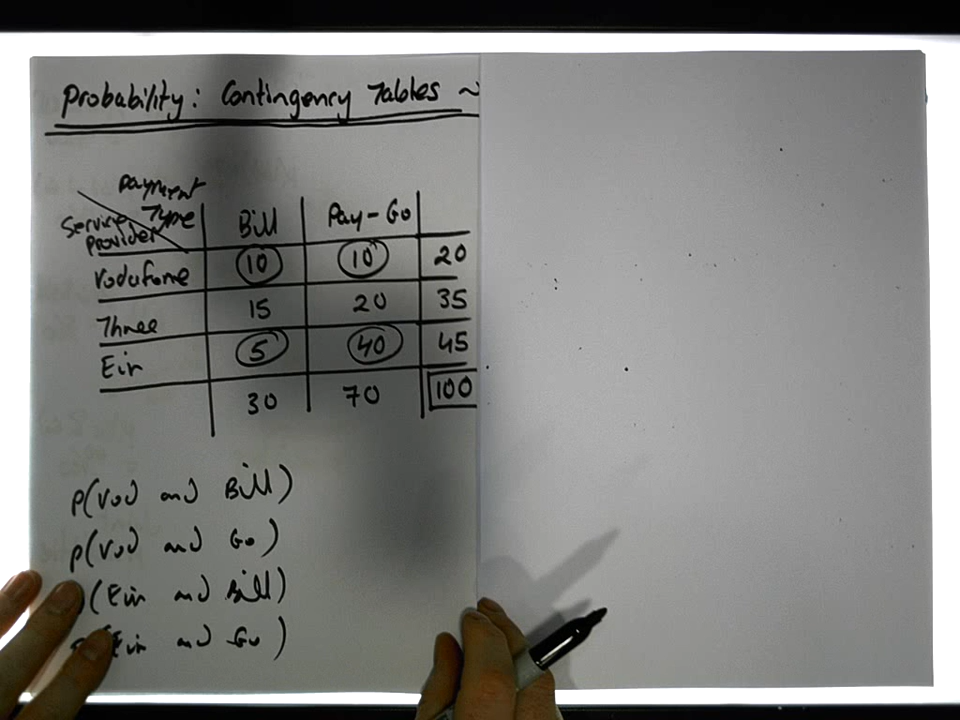 Probability: Contingency Tables ~
Payment
Type
Service
Provider
Bill Pay-Go
Vodafone 10 10 20
Three 15 20 35
Eir 5 40 45
30 70 100
P(Vod and Bill)
P(Vod and Go)
(Eir and Bill)
Eir and Go)